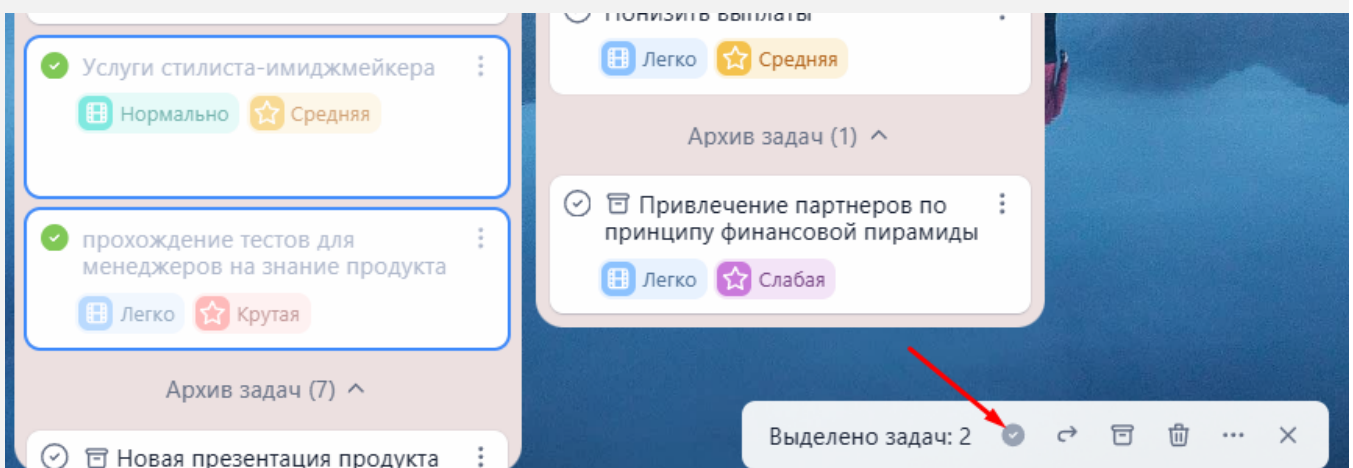 Услуги стилиста-имиджмейкера
Нормально Средняя
прохождение тестов для
менеджеров на знание продукта
Легко Крутая
Архив задач (7)
Новая презентация продукта
Понизить выплаты
Легко Средняя
Архив задач (1)
Привлечение партнеров по
принципу финансовой пирамиды
Легко Слабая
Выделено задач: 2